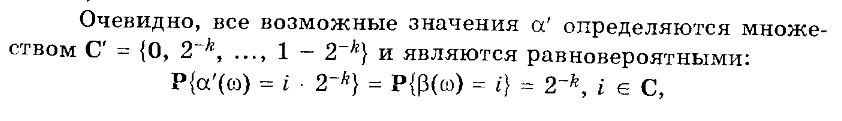 Очевидно, все возможные значения α′ определяются множе-
ством C′ = {0, 2⁻ᵏ, ..., 1 − 2⁻ᵏ} и являются равновероятными:
P{α′(ω) = i · 2⁻ᵏ} = P{β(ω) = i} = 2⁻ᵏ, i ∈ C,